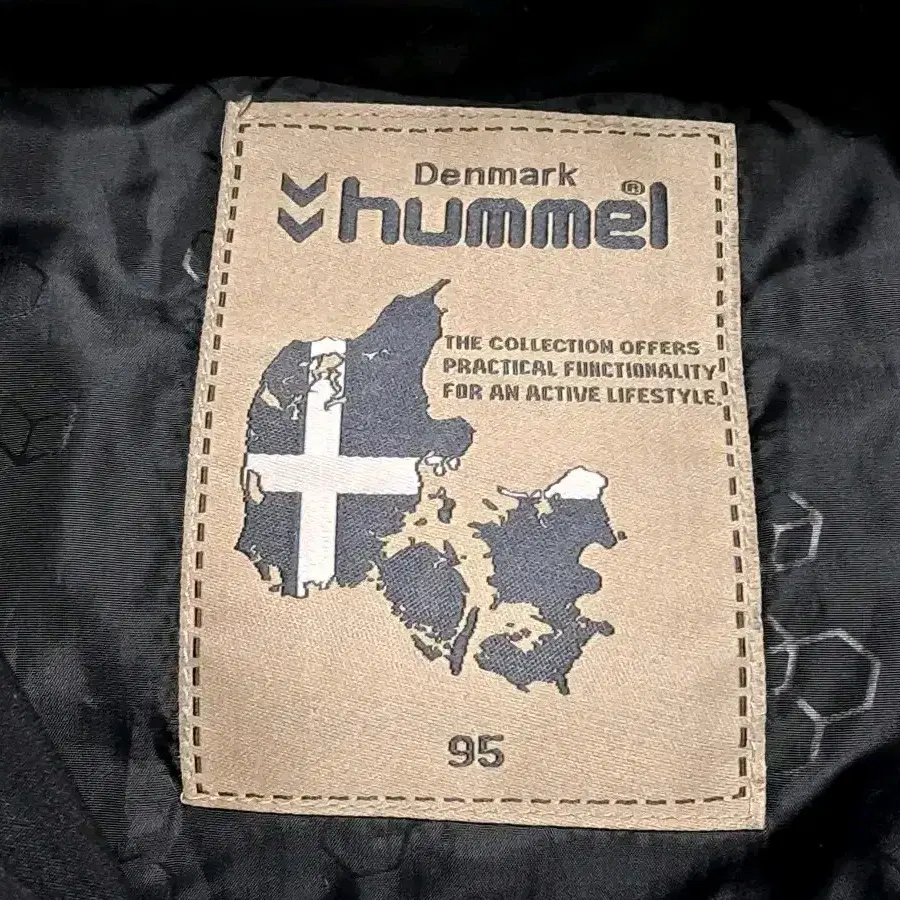 Denmark
hummel®
THE COLLECTION OFFERS
PRACTICAL FUNCTIONALITY
FOR AN ACTIVE LIFESTYLE.
95